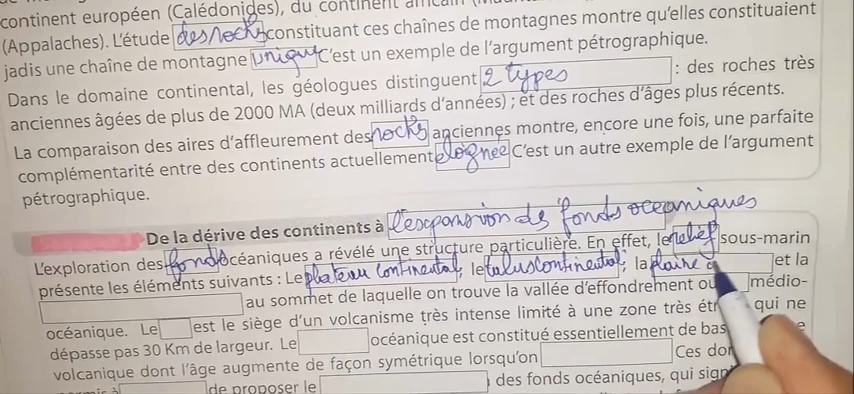 continent européen (Calédonides), du continent
(Appalaches). L'étude des rochs constituant ces chaînes de montagnes montre qu'elles constituaient
jadis une chaîne de montagne unique C'est un exemple de l'argument pétrographique.
Dans le domaine continental, les géologues distinguent 2 types : des roches très
anciennes âgées de plus de 2000 MA (deux milliards d'années) ; et des roches d'âges plus récents.
La comparaison des aires d'affleurement des rochs anciennes montre, encore une fois, une parfaite
complémentarité entre des continents actuellement élognée C'est un autre exemple de l'argument
pétrographique.
De la dérive des continents à l'expansion des fonds océaniques
L'exploration des fonds océaniques a révélé une structure particulière. En effet, le relief sous-marin
présente les éléments suivants : Le plateau continental, le talus continental; la plaine et la
au sommet de laquelle on trouve la vallée d'effondrement ou médio-
océanique. Le est le siège d'un volcanisme très intense limité à une zone très qui ne
dépasse pas 30 Km de largeur. Le océanique est constitué essentiellement de
volcanique dont l'âge augmente de façon symétrique lorsqu'on Ces
de proposer le des fonds océaniques, qui